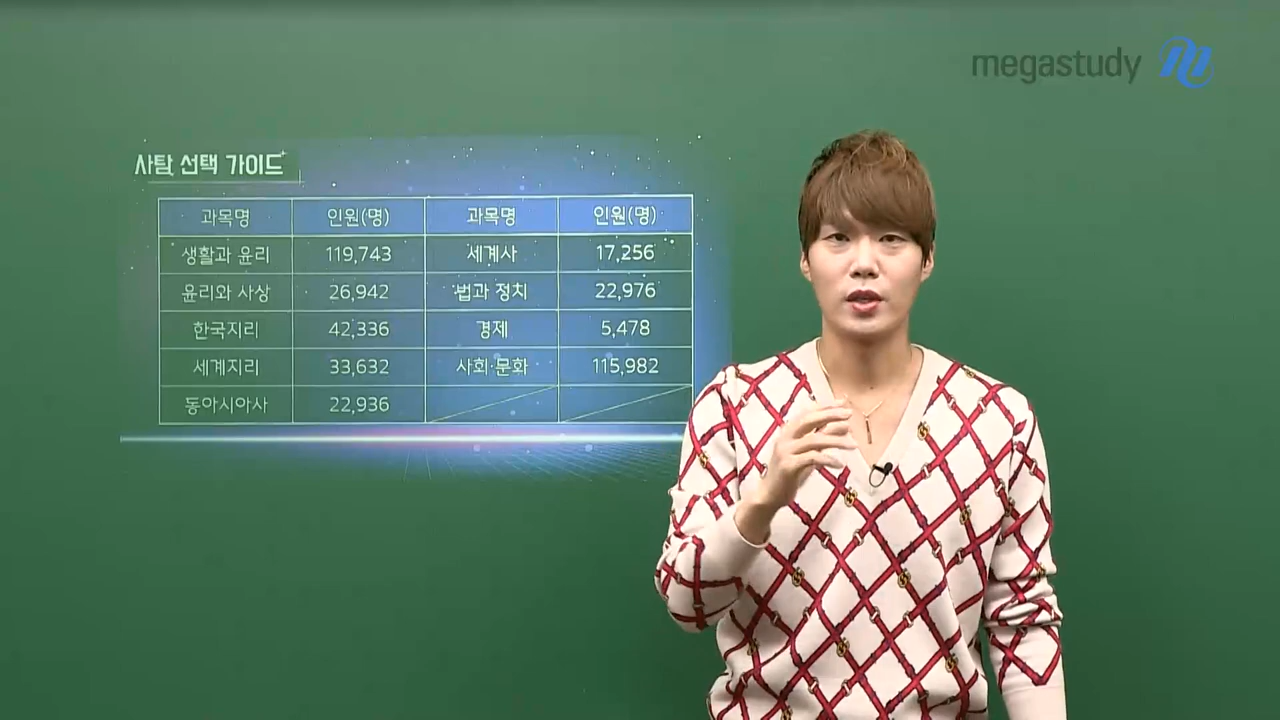 megastudy
사탐 선택 가이드
과목명 인원(명) 과목명 인원(명)
생활과 윤리 119,743 세계사 17,256
윤리와 사상 26,942 법과 정치 22,976
한국지리 42,336 경제 5,478
세계지리 33,632 사회·문화 115,982
동아시아사 22,936